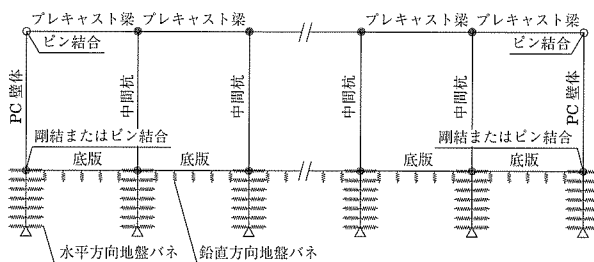 プレキャスト梁 プレキャスト梁 プレキャスト梁 プレキャスト梁
ピン結合 ピン結合
PC 壁体 中間杭 中間杭 中間杭 中間杭 PC 壁体
剛結またはピン結合 剛結またはピン結合
底版 底版 底版 底版
水平方向地盤バネ 鉛直方向地盤バネ